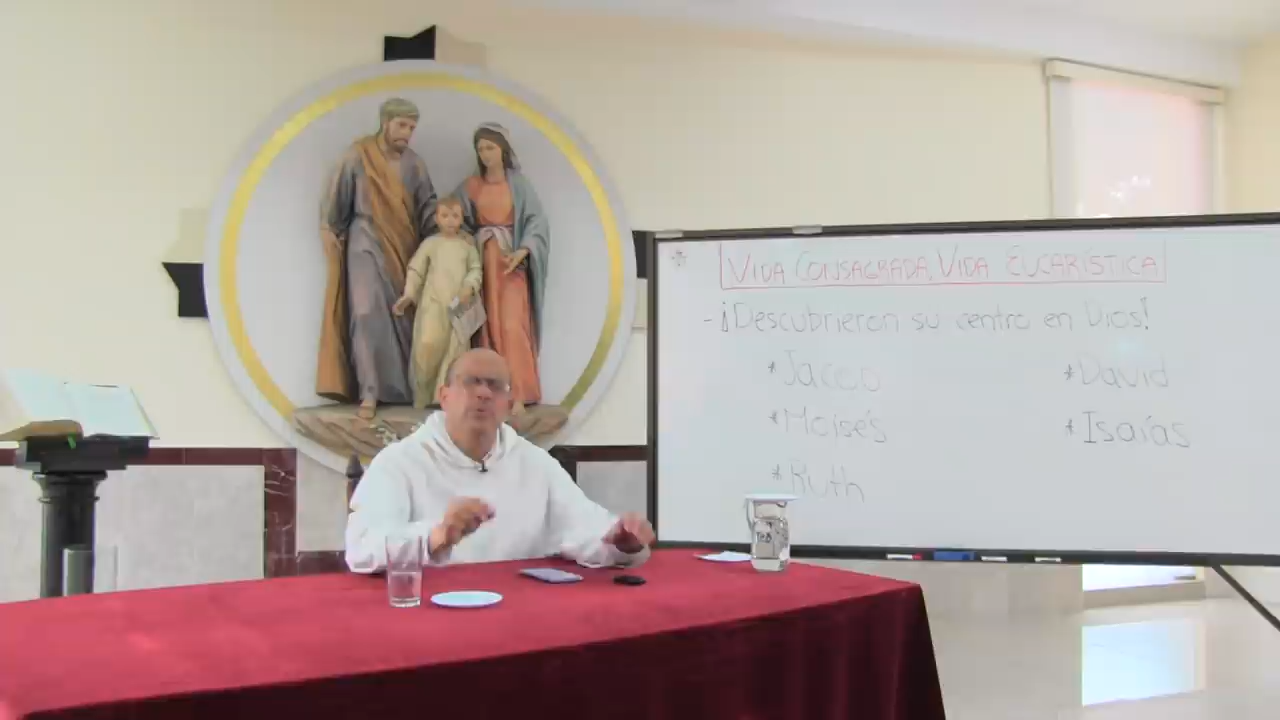 VIDA CONSAGRADA, VIDA EUCARÍSTICA
-¡Descubrieron su centro en Dios!
*Jacob
*David
*Moisés
*Isaías
*Ruth